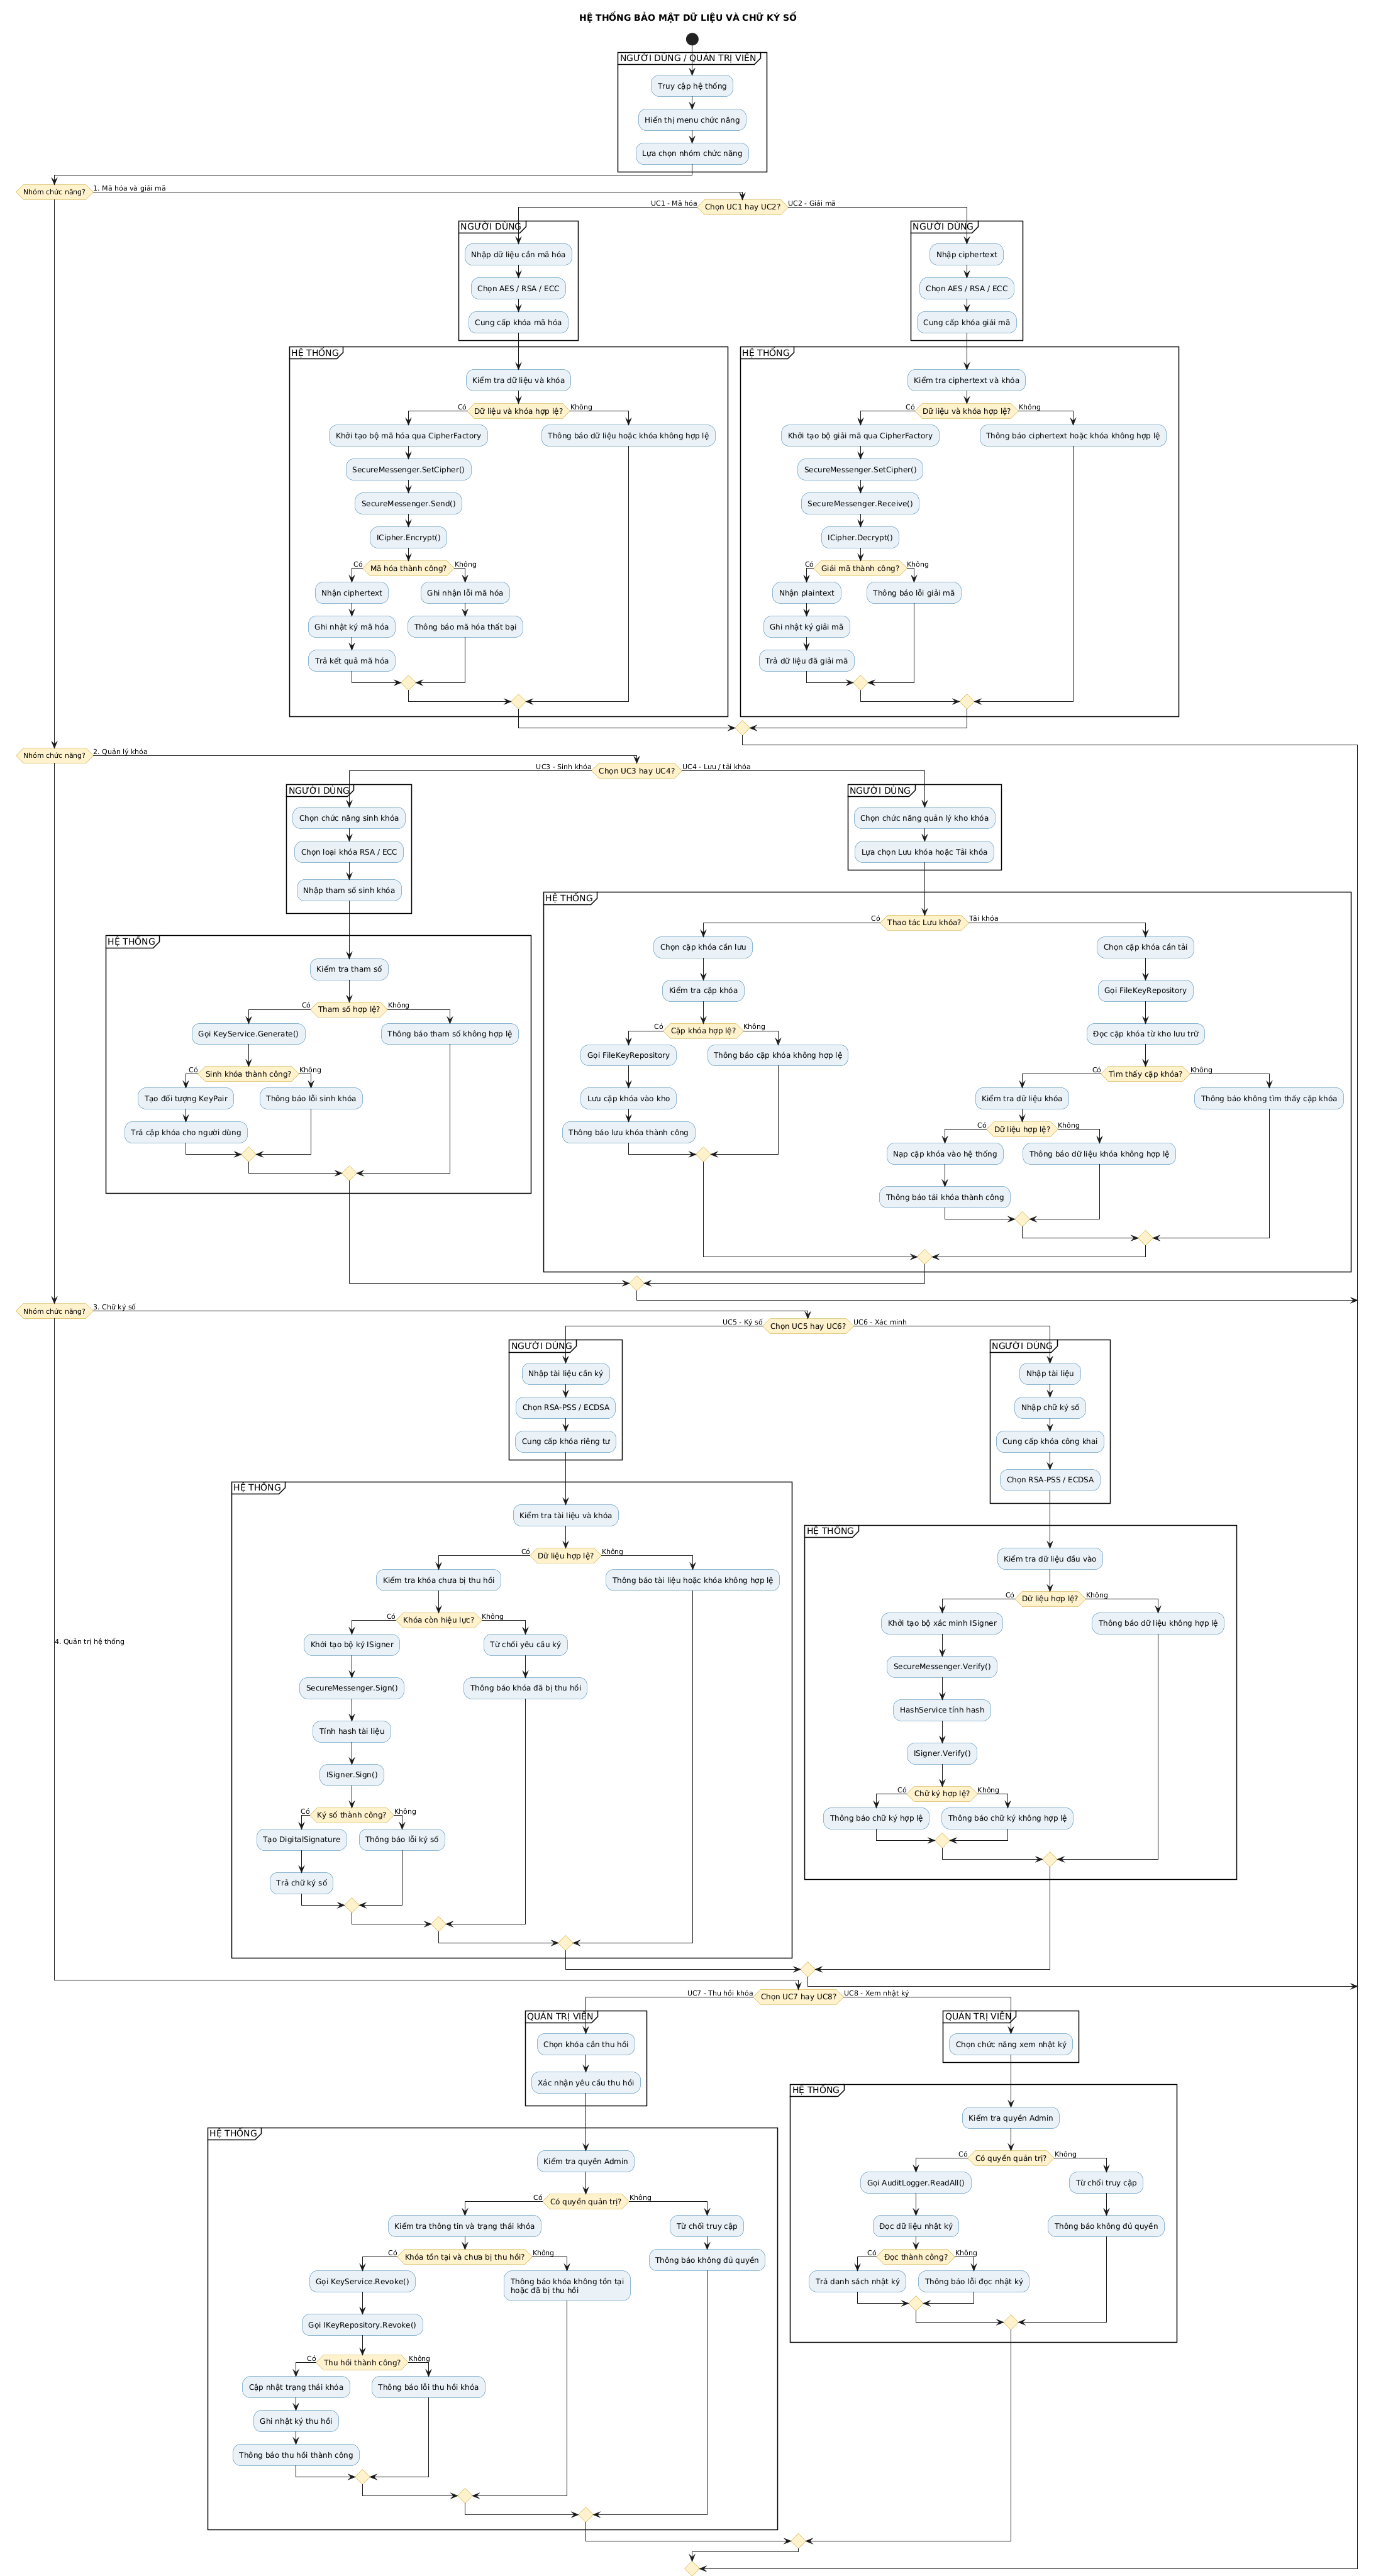 HỆ THỐNG BẢO MẬT DỮ LIỆU VÀ CHỮ KÝ SỐ
NGƯỜI DÙNG / QUẢN TRỊ VIÊN
Truy cập hệ thống
Hiển thị menu chức năng
Lựa chọn nhóm chức năng
Nhóm chức năng?
1. Mã hóa và giải mã
Chọn UC1 hay UC2?
UC1 - Mã hóa
UC2 - Giải mã
NGƯỜI DÙNG
Nhập dữ liệu cần mã hóa
Chọn AES / RSA / ECC
Cung cấp khóa mã hóa
HỆ THỐNG
Kiểm tra dữ liệu và khóa
Dữ liệu và khóa hợp lệ?
Có
Không
Khởi tạo bộ mã hóa qua CipherFactory
SecureMessenger.SetCipher()
SecureMessenger.Send()
ICipher.Encrypt()
Mã hóa thành công?
Có
Không
Nhận ciphertext
Ghi nhật ký mã hóa
Trả kết quả mã hóa
Ghi nhận lỗi mã hóa
Thông báo mã hóa thất bại
Thông báo dữ liệu hoặc khóa không hợp lệ
NGƯỜI DÙNG
Nhập ciphertext
Chọn AES / RSA / ECC
Cung cấp khóa giải mã
HỆ THỐNG
Kiểm tra ciphertext và khóa
Dữ liệu và khóa hợp lệ?
Có
Không
Khởi tạo bộ giải mã qua CipherFactory
SecureMessenger.SetCipher()
SecureMessenger.Receive()
ICipher.Decrypt()
Giải mã thành công?
Có
Không
Nhận plaintext
Ghi nhật ký giải mã
Trả dữ liệu đã giải mã
Thông báo lỗi giải mã
Thông báo ciphertext hoặc khóa không hợp lệ
Nhóm chức năng?
2. Quản lý khóa
Chọn UC3 hay UC4?
UC3 - Sinh khóa
UC4 - Lưu / tải khóa
NGƯỜI DÙNG
Chọn chức năng sinh khóa
Chọn loại khóa RSA / ECC
Nhập tham số sinh khóa
HỆ THỐNG
Kiểm tra tham số
Tham số hợp lệ?
Có
Không
Gọi KeyService.Generate()
Sinh khóa thành công?
Có
Không
Tạo đối tượng KeyPair
Trả cặp khóa cho người dùng
Thông báo lỗi sinh khóa
Thông báo tham số không hợp lệ
NGƯỜI DÙNG
Chọn chức năng quản lý kho khóa
Lựa chọn Lưu khóa hoặc Tải khóa
HỆ THỐNG
Thao tác Lưu khóa?
Có
Tải khóa
Chọn cặp khóa cần lưu
Kiểm tra cặp khóa
Cặp khóa hợp lệ?
Có
Không
Gọi FileKeyRepository
Lưu cặp khóa vào kho
Thông báo lưu khóa thành công
Thông báo cặp khóa không hợp lệ
Chọn cặp khóa cần tải
Gọi FileKeyRepository
Đọc cặp khóa từ kho lưu trữ
Tìm thấy cặp khóa?
Có
Không
Kiểm tra dữ liệu khóa
Dữ liệu hợp lệ?
Có
Không
Nạp cặp khóa vào hệ thống
Thông báo tải khóa thành công
Thông báo dữ liệu khóa không hợp lệ
Thông báo không tìm thấy cặp khóa
Nhóm chức năng?
3. Chữ ký số
Chọn UC5 hay UC6?
UC5 - Ký số
UC6 - Xác minh
NGƯỜI DÙNG
Nhập tài liệu cần ký
Chọn RSA-PSS / ECDSA
Cung cấp khóa riêng tư
HỆ THỐNG
Kiểm tra tài liệu và khóa
Dữ liệu hợp lệ?
Có
Không
Kiểm tra khóa chưa bị thu hồi
Khóa còn hiệu lực?
Có
Không
Khởi tạo bộ ký ISigner
SecureMessenger.Sign()
Tính hash tài liệu
ISigner.Sign()
Ký số thành công?
Có
Không
Tạo DigitalSignature
Trả chữ ký số
Thông báo lỗi ký số
Từ chối yêu cầu ký
Thông báo khóa đã bị thu hồi
Thông báo tài liệu hoặc khóa không hợp lệ
NGƯỜI DÙNG
Nhập tài liệu
Nhập chữ ký số
Cung cấp khóa công khai
Chọn RSA-PSS / ECDSA
HỆ THỐNG
Kiểm tra dữ liệu đầu vào
Dữ liệu hợp lệ?
Có
Không
Khởi tạo bộ xác minh ISigner
SecureMessenger.Verify()
HashService tính hash
ISigner.Verify()
Chữ ký hợp lệ?
Có
Không
Thông báo chữ ký hợp lệ
Thông báo chữ ký không hợp lệ
Thông báo dữ liệu không hợp lệ
4. Quản trị hệ thống
Chọn UC7 hay UC8?
UC7 - Thu hồi khóa
UC8 - Xem nhật ký
QUẢN TRỊ VIÊN
Chọn khóa cần thu hồi
Xác nhận yêu cầu thu hồi
HỆ THỐNG
Kiểm tra quyền Admin
Có quyền quản trị?
Có
Không
Kiểm tra thông tin và trạng thái khóa
Khóa tồn tại và chưa bị thu hồi?
Có
Không
Gọi KeyService.Revoke()
Gọi IKeyRepository.Revoke()
Thu hồi thành công?
Có
Không
Cập nhật trạng thái khóa
Ghi nhật ký thu hồi
Thông báo thu hồi thành công
Thông báo lỗi thu hồi khóa
Thông báo khóa không tồn tại
hoặc đã bị thu hồi
Từ chối truy cập
Thông báo không đủ quyền
QUẢN TRỊ VIÊN
Chọn chức năng xem nhật ký
HỆ THỐNG
Kiểm tra quyền Admin
Có quyền quản trị?
Có
Không
Gọi AuditLogger.ReadAll()
Đọc dữ liệu nhật ký
Đọc thành công?
Có
Không
Trả danh sách nhật ký
Thông báo lỗi đọc nhật ký
Từ chối truy cập
Thông báo không đủ quyền